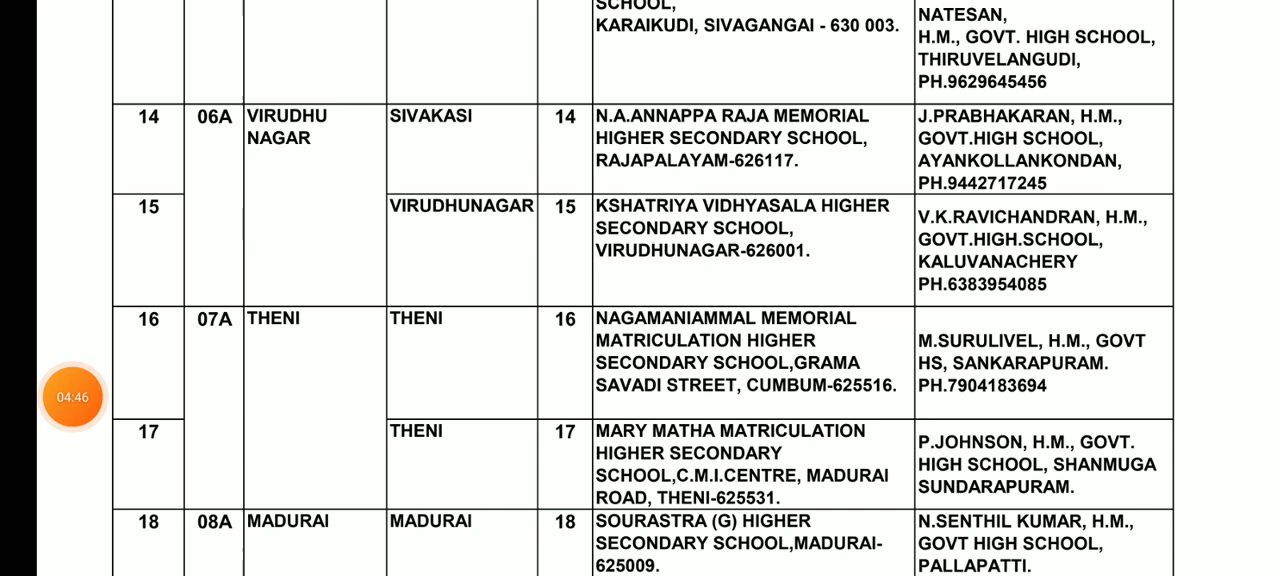 SCHOOL,
KARAIKUDI, SIVAGANGAI - 630 003.
NATESAN,
H.M., GOVT. HIGH SCHOOL,
THIRUVELANGUDI,
PH.9629645456
14
06A
VIRUDHU
NAGAR
SIVAKASI
14
N.A.ANNAPPA RAJA MEMORIAL
HIGHER SECONDARY SCHOOL,
RAJAPALAYAM-626117.
J.PRABHAKARAN, H.M.,
GOVT.HIGH SCHOOL,
AYANKOLLANKONDAN,
PH.9442717245
15
VIRUDHUNAGAR
15
KSHATRIYA VIDHYASALA HIGHER
SECONDARY SCHOOL,
VIRUDHUNAGAR-626001.
V.K.RAVICHANDRAN, H.M.,
GOVT.HIGH.SCHOOL,
KALUVANACHERY
PH.6383954085
16
07A
THENI
THENI
16
NAGAMANIAMMAL MEMORIAL
MATRICULATION HIGHER
SECONDARY SCHOOL,GRAMA
SAVADI STREET, CUMBUM-625516.
M.SURULIVEL, H.M., GOVT
HS, SANKARAPURAM.
PH.7904183694
04:46
17
THENI
17
MARY MATHA MATRICULATION
HIGHER SECONDARY
SCHOOL,C.M.I.CENTRE, MADURAI
ROAD, THENI-625531.
P.JOHNSON, H.M., GOVT.
HIGH SCHOOL, SHANMUGA
SUNDARAPURAM.
18
08A
MADURAI
MADURAI
18
SOURASTRA (G) HIGHER
SECONDARY SCHOOL,MADURAI-
625009.
N.SENTHIL KUMAR, H.M.,
GOVT HIGH SCHOOL,
PALLAPATTI.